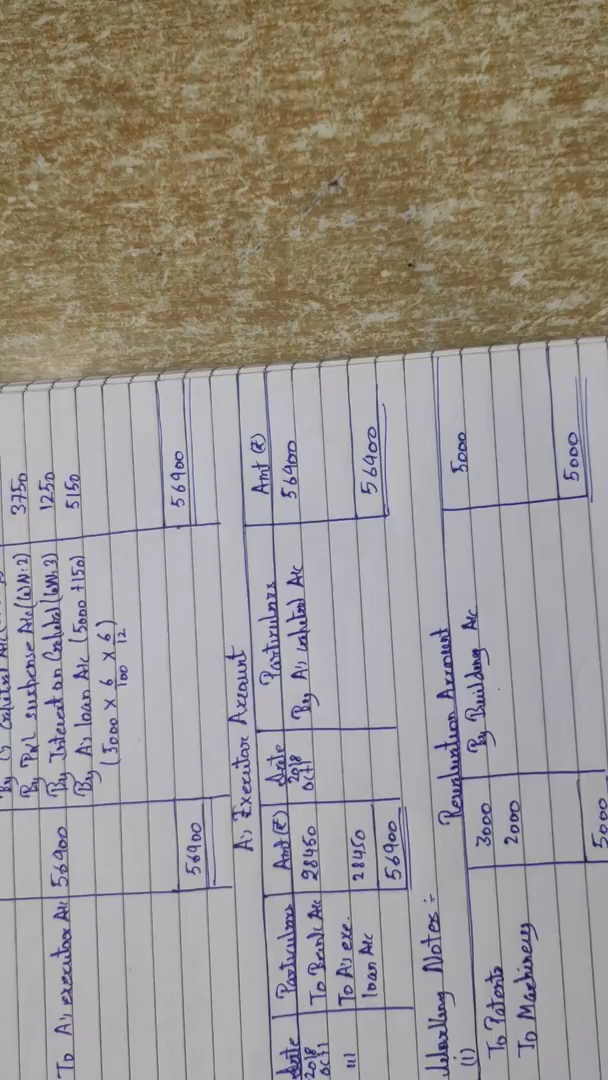 3750
By P&L suspense A/c (W.N:2)
1250
By Interest on Capital (W.N:3)
5150
By A's loan A/c (5000 + 150)
(5000 × 6/100 × 6/12)
To A's executor A/c 56900
56900 56900
A's Executor Account
Date Particulars Amt (₹) Date Particulars Amt (₹)
2018 Oct 1 To Bank A/c 28450 2018 Oct 1 By A's capital A/c 56900
" To A's exe. loan A/c 28450
56900 56900
Working Notes :-
(i) Revaluation Account
To Patents 3000 By Building A/c 5000
To Machinery 2000
5000 5000